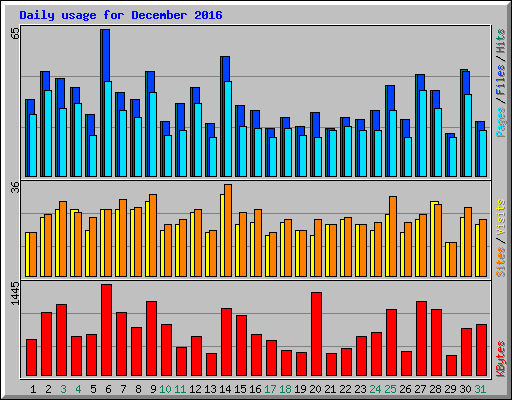 Daily usage for December 2016
65
Pages / Files / Hits
36
Sites / Visits
1445
KBytes
1 2 3 4 5 6 7 8 9 10 11 12 13 14 15 16 17 18 19 20 21 22 23 24 25 26 27 28 29 30 31